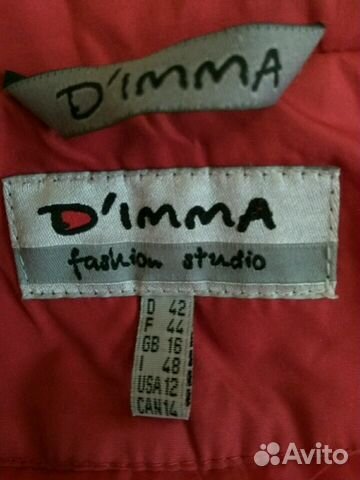 D'IMMA
D'IMMA
fashion studio
D 42
F 44
GB 16
I 48
USA 12
CAN 14
Avito